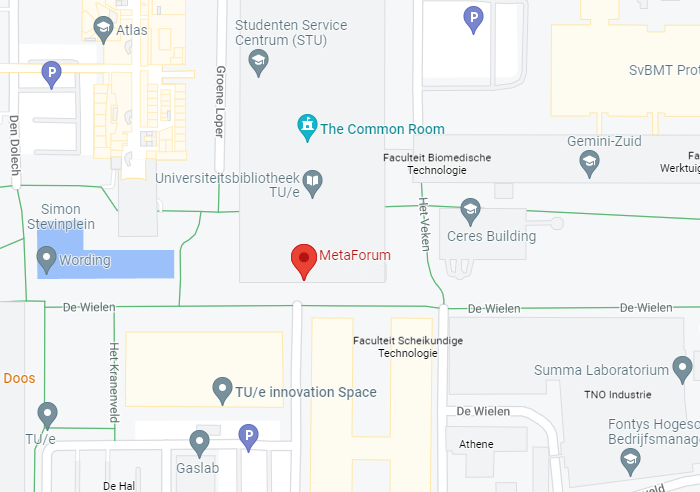 Atlas
Studenten Service
Centrum (STU)
P
P
SvBMT Prot
Groene Loper
Den Dolech
The Common Room
Gemini-Zuid
Faculteit Biomedische
Technologie
Fa
Werktuig
Universiteitsbibliotheek
TU/e
Het-Veken
Simon
Stevinplein
Ceres Building
Wording
MetaForum
De Wielen
De Wielen
De Wielen
Het-Kranenveld
Faculteit Scheikundige
Technologie
Doos
TU/e innovation Space
Summa Laboratorium
TNO Industrie
De Wielen
TU/e
P
Gaslab
Athene
Fontys Hogesc
Bedrijfsmana
De Hal